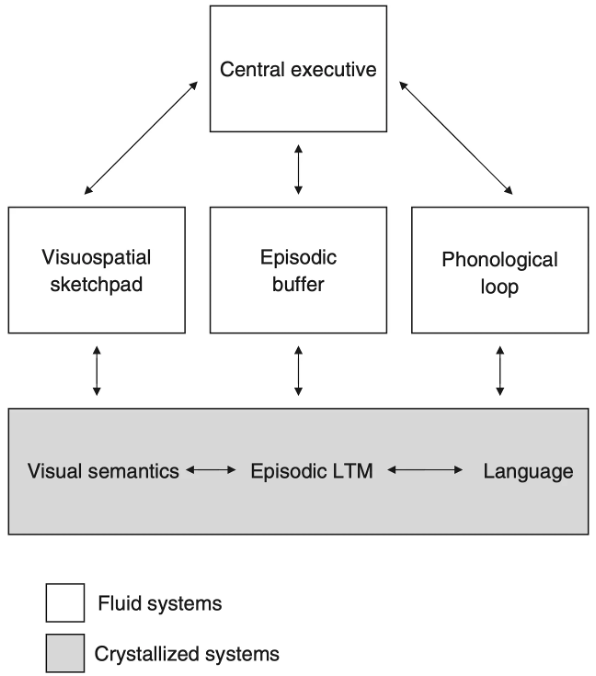 Central executive
Visuospatial
sketchpad
Episodic
buffer
Phonological
loop
Visual semantics
Episodic LTM
Language
Fluid systems
Crystallized systems